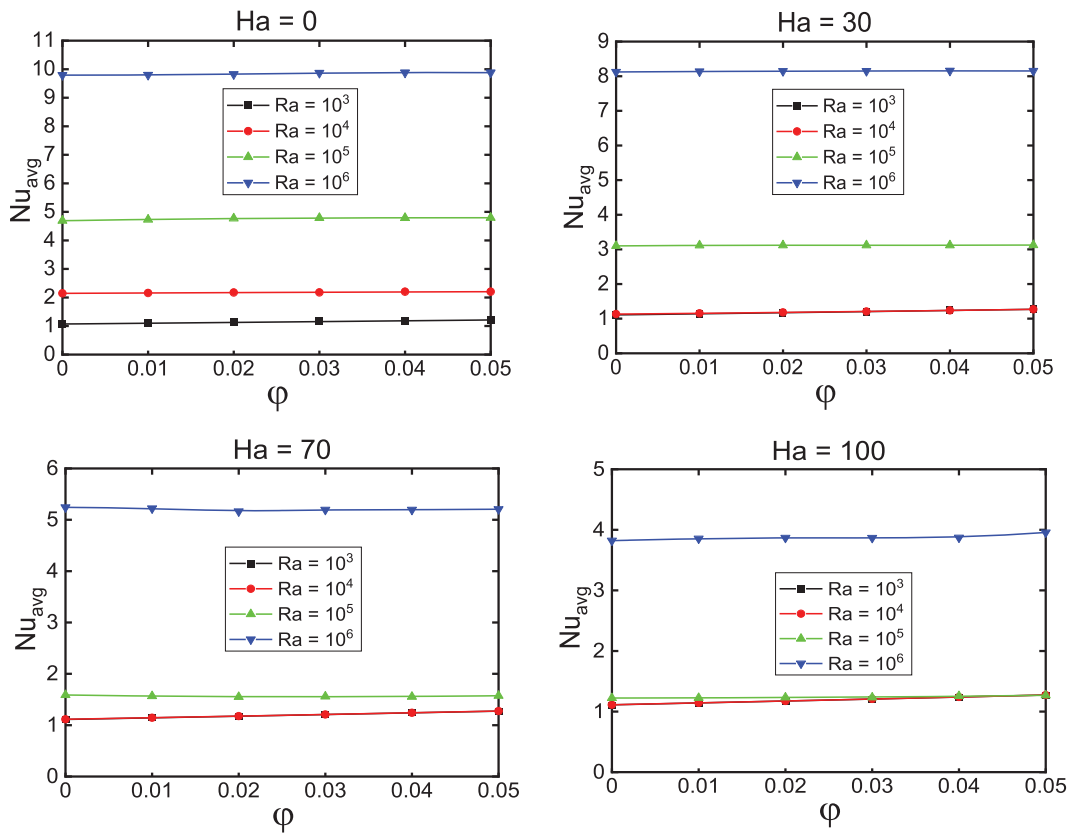 Ha = 0
11
10
9
8
7
6
5
4
3
2
1
0
Nu_avg
Ra = 10³
Ra = 10⁴
Ra = 10⁵
Ra = 10⁶
0 0.01 0.02 0.03 0.04 0.05
φ
Ha = 30
9
8
7
6
5
4
3
2
1
0
Nu_avg
Ra = 10³
Ra = 10⁴
Ra = 10⁵
Ra = 10⁶
0 0.01 0.02 0.03 0.04 0.05
φ
Ha = 70
6
5
4
3
2
1
0
Nu_avg
Ra = 10³
Ra = 10⁴
Ra = 10⁵
Ra = 10⁶
0 0.01 0.02 0.03 0.04 0.05
φ
Ha = 100
5
4
3
2
1
0
Nu_avg
Ra = 10³
Ra = 10⁴
Ra = 10⁵
Ra = 10⁶
0 0.01 0.02 0.03 0.04 0.05
φ